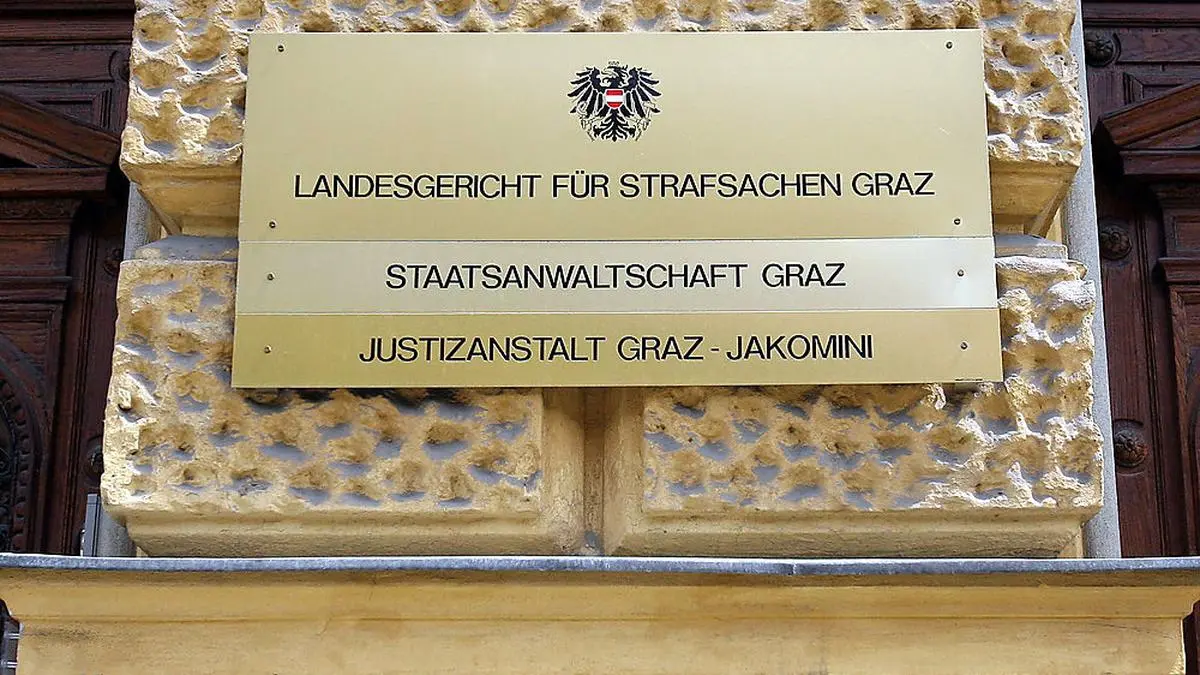 LANDESGERICHT FÜR STRAFSACHEN GRAZ
STAATSANWALTSCHAFT GRAZ
JUSTIZANSTALT GRAZ - JAKOMINI